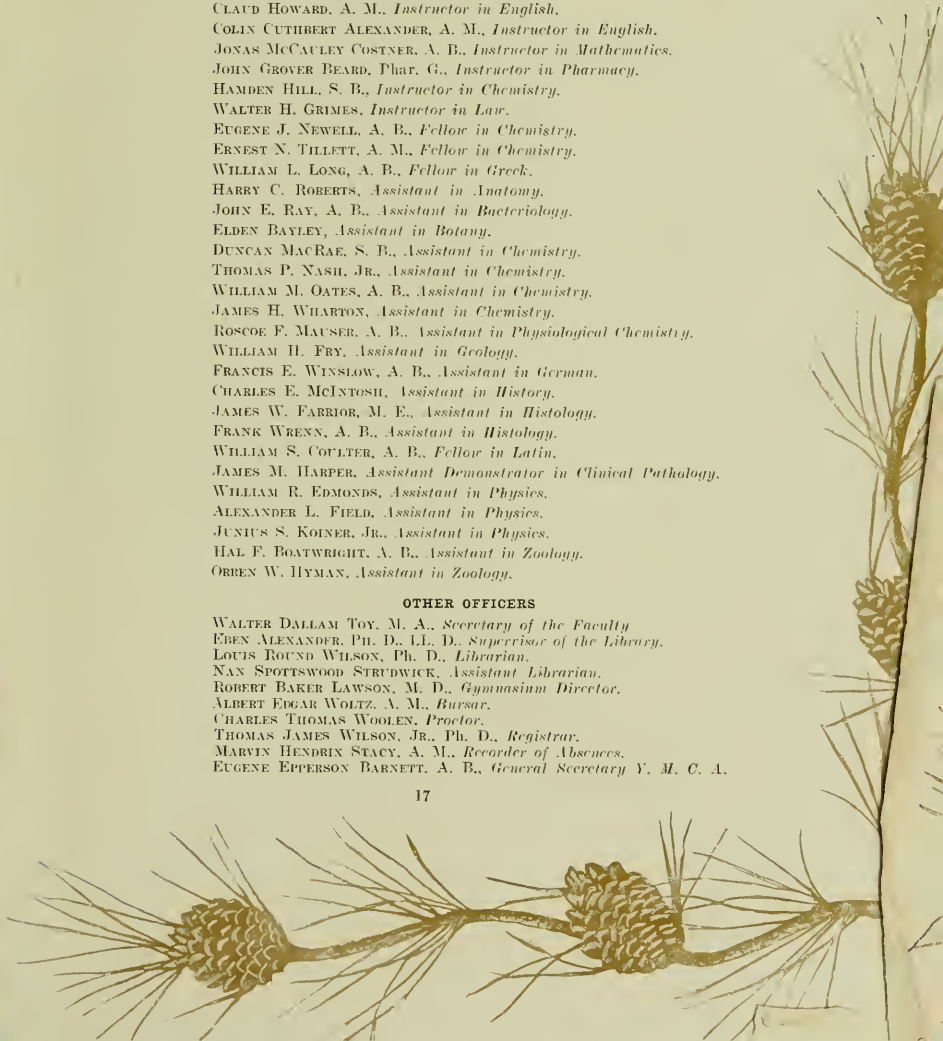 CLAUD HOWARD, A. M., Instructor in English.
COLIN CUTHBERT ALEXANDER, A. M., Instructor in English.
JONAS MCCAULEY COSTNER, A. B., Instructor in Mathematics.
JOHN GROVER BEARD, Phar. G., Instructor in Pharmacy.
HAMDEN HILL, S. B., Instructor in Chemistry.
WALTER H. GRIMES, Instructor in Law.
EUGENE J. NEWELL, A. B., Fellow in Chemistry.
ERNEST N. TILLETT, A. M., Fellow in Chemistry.
WILLIAM L. LONG, A. B., Fellow in Greek.
HARRY C. ROBERTS, Assistant in Anatomy.
JOHN E. RAY, A. B., Assistant in Bacteriology.
ELDEN BAYLEY, Assistant in Botany.
DUNCAN MACRAE, S. B., Assistant in Chemistry.
THOMAS P. NASH, JR., Assistant in Chemistry.
WILLIAM M. OATES, A. B., Assistant in Chemistry.
JAMES H. WHARTON, Assistant in Chemistry.
ROSCOE F. MAUSER, A. B., Assistant in Physiological Chemistry.
WILLIAM H. FRY, Assistant in Geology.
FRANCIS E. WINSLOW, A. B., Assistant in German.
CHARLES E. MCINTOSH, Assistant in History.
JAMES W. FARRIOR, M. E., Assistant in Histology.
FRANK WRENN, A. B., Assistant in Histology.
WILLIAM S. COULTER, A. B., Fellow in Latin.
JAMES M. HARPER, Assistant Demonstrator in Clinical Pathology.
WILLIAM R. EDMONDS, Assistant in Physics.
ALEXANDER L. FIELD, Assistant in Physics.
JUNIUS S. KOINER, JR., Assistant in Physics.
HAL F. BOATWRIGHT, A. B., Assistant in Zoology.
ORREN W. HYMAN, Assistant in Zoology.
OTHER OFFICERS
WALTER DALLAM TOY, M. A., Secretary of the Faculty
EBEN ALEXANDER, PH. D., LL. D., Supervisor of the Library.
LOUIS ROUND WILSON, Ph. D., Librarian.
NAN SPOTTSWOOD STRUDWICK, Assistant Librarian.
ROBERT BAKER LAWSON, M. D., Gymnasium Director.
ALBERT EDGAR WOLTZ, A. M., Bursar.
CHARLES THOMAS WOOLEN, Proctor.
THOMAS JAMES WILSON, JR., Ph. D., Registrar.
MARVIN HENDRIX STACY, A. M., Recorder of Absences.
EUGENE EPPERSON BARNETT, A. B., General Secretary Y. M. C. A.
17